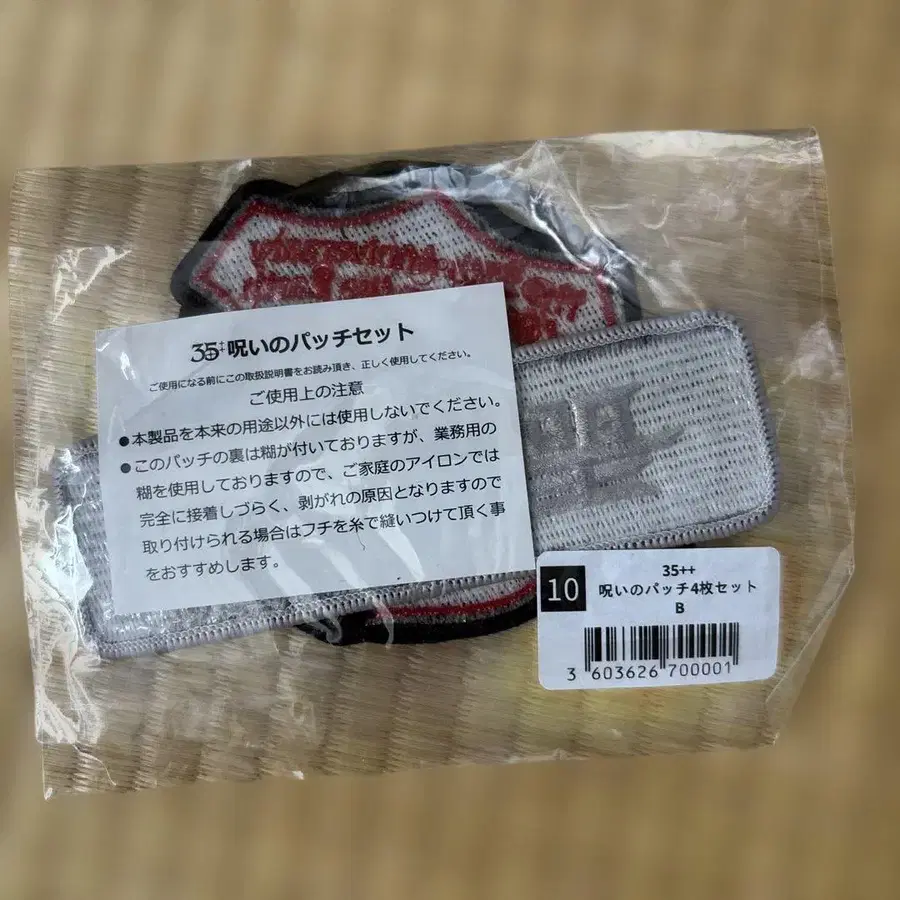 35++呪いのパッチセット
ご使用になる前にこの取扱説明書をお読み頂き、正しく使用してください。
ご使用上の注意
●本製品を本来の用途以外には使用しないでください。
●このパッチの裏は糊が付いておりますが、業務用の
糊を使用しておりますので、ご家庭のアイロンでは
完全に接着しづらく、剥がれの原因となりますので
取り付けられる場合はフチを糸で縫いつけて頂く事
をおすすめします。
10
35++
呪いのパッチ4枚セット
B
3 603626 700001